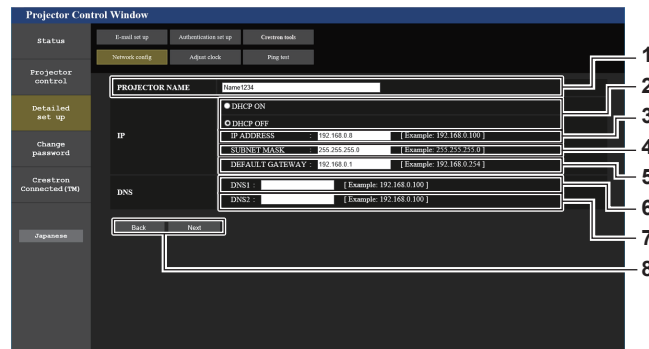 Projector Control Window
Status
Projector
control
Detailed
set up
Change
password
Crestron
Connected(TM)
Japanese
E-mail set up
Authentication set up
Crestron tools
Network config
Adjust clock
Ping test
PROJECTOR NAME
Name1234
IP
DHCP ON
DHCP OFF
IP ADDRESS : 192.168.0.8 [ Example: 192.168.0.100 ]
SUBNET MASK : 255.255.255.0 [ Example: 255.255.255.0 ]
DEFAULT GATEWAY : 192.168.0.1 [ Example: 192.168.0.254 ]
DNS
DNS1 : [ Example: 192.168.0.100 ]
DNS2 : [ Example: 192.168.0.100 ]
Back
Next
1
2
3
4
5
6
7
8